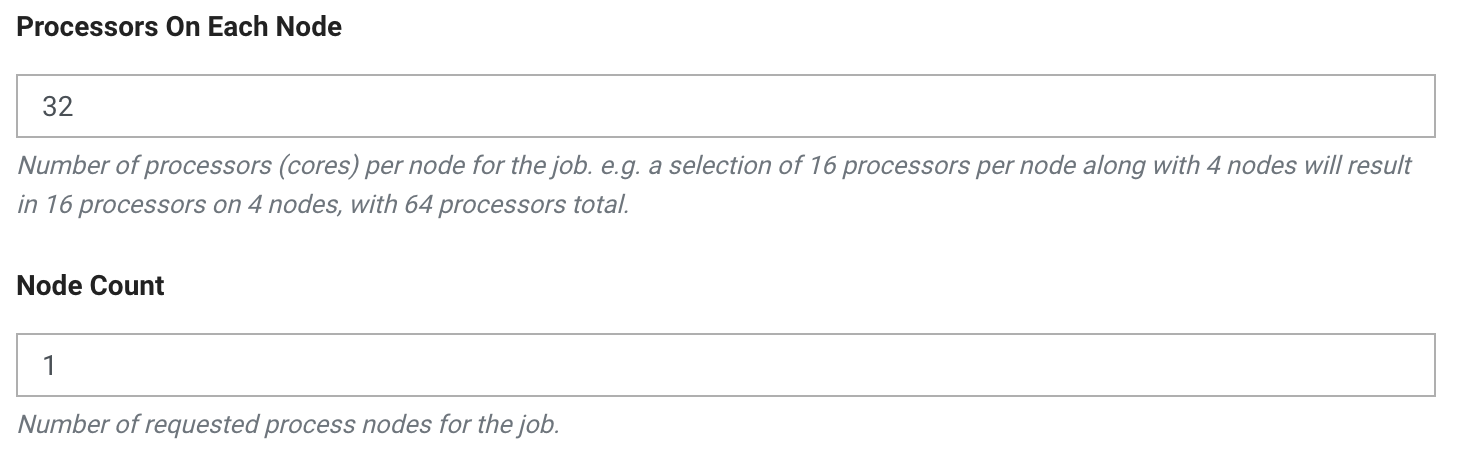 Processors On Each Node
32
Number of processors (cores) per node for the job. e.g. a selection of 16 processors per node along with 4 nodes will result
in 16 processors on 4 nodes, with 64 processors total.
Node Count
1
Number of requested process nodes for the job.